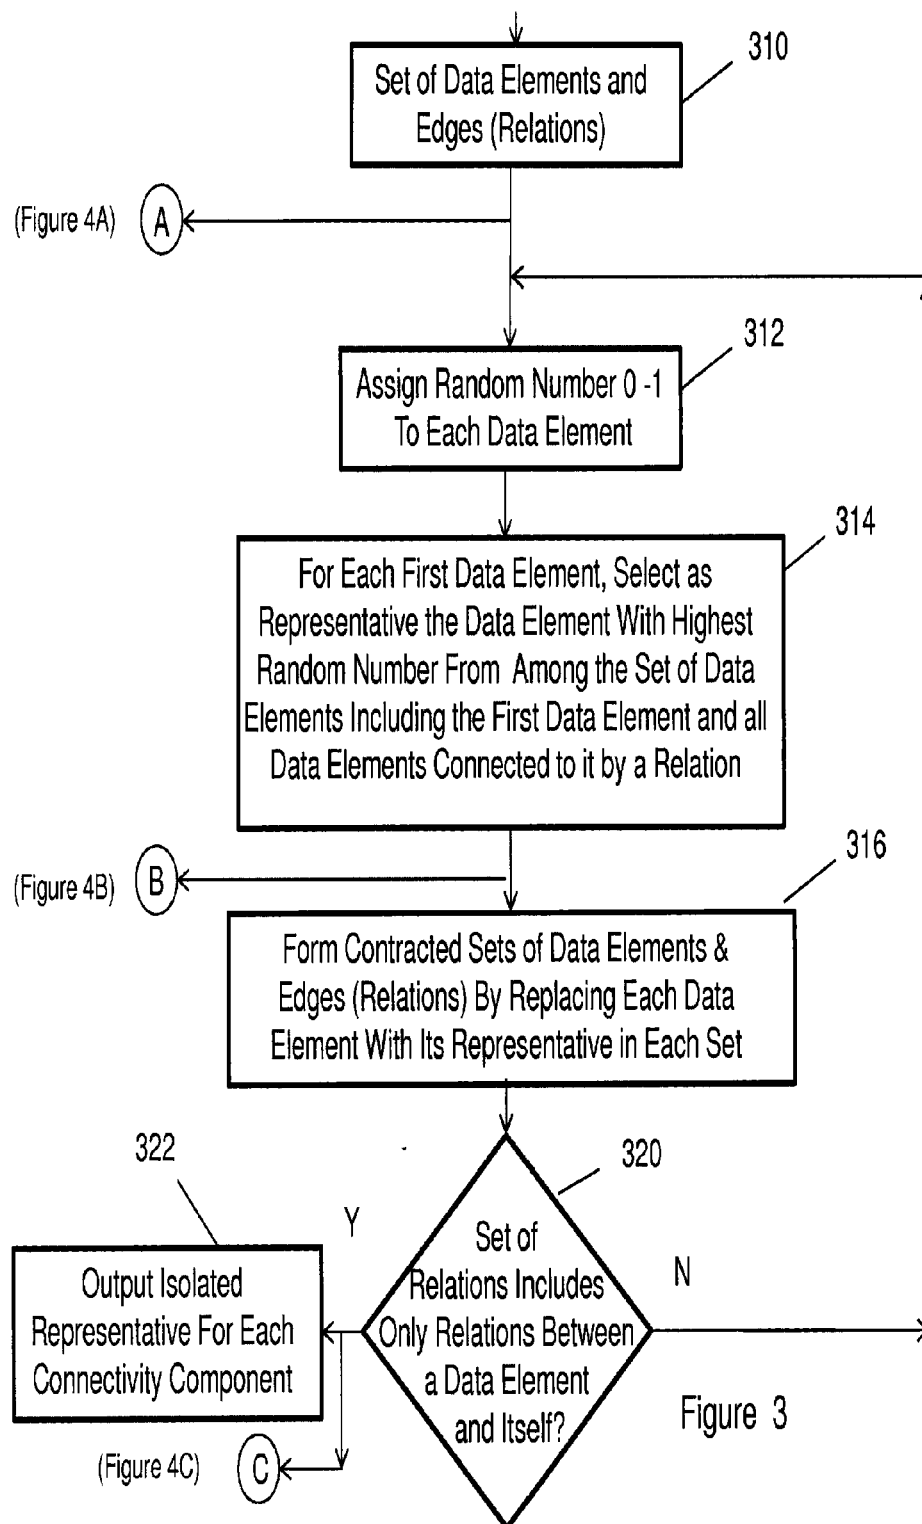 310
Set of Data Elements and
Edges (Relations)
(Figure 4A) A
312
Assign Random Number 0 -1
To Each Data Element
314
For Each First Data Element, Select as
Representative the Data Element With Highest
Random Number From Among the Set of Data
Elements Including the First Data Element and all
Data Elements Connected to it by a Relation
(Figure 4B) B
316
Form Contracted Sets of Data Elements &
Edges (Relations) By Replacing Each Data
Element With Its Representative in Each Set
322
320
Y
N
Set of
Relations Includes
Only Relations Between
a Data Element
and Itself?
Output Isolated
Representative For Each
Connectivity Component
(Figure 4C) C
Figure 3